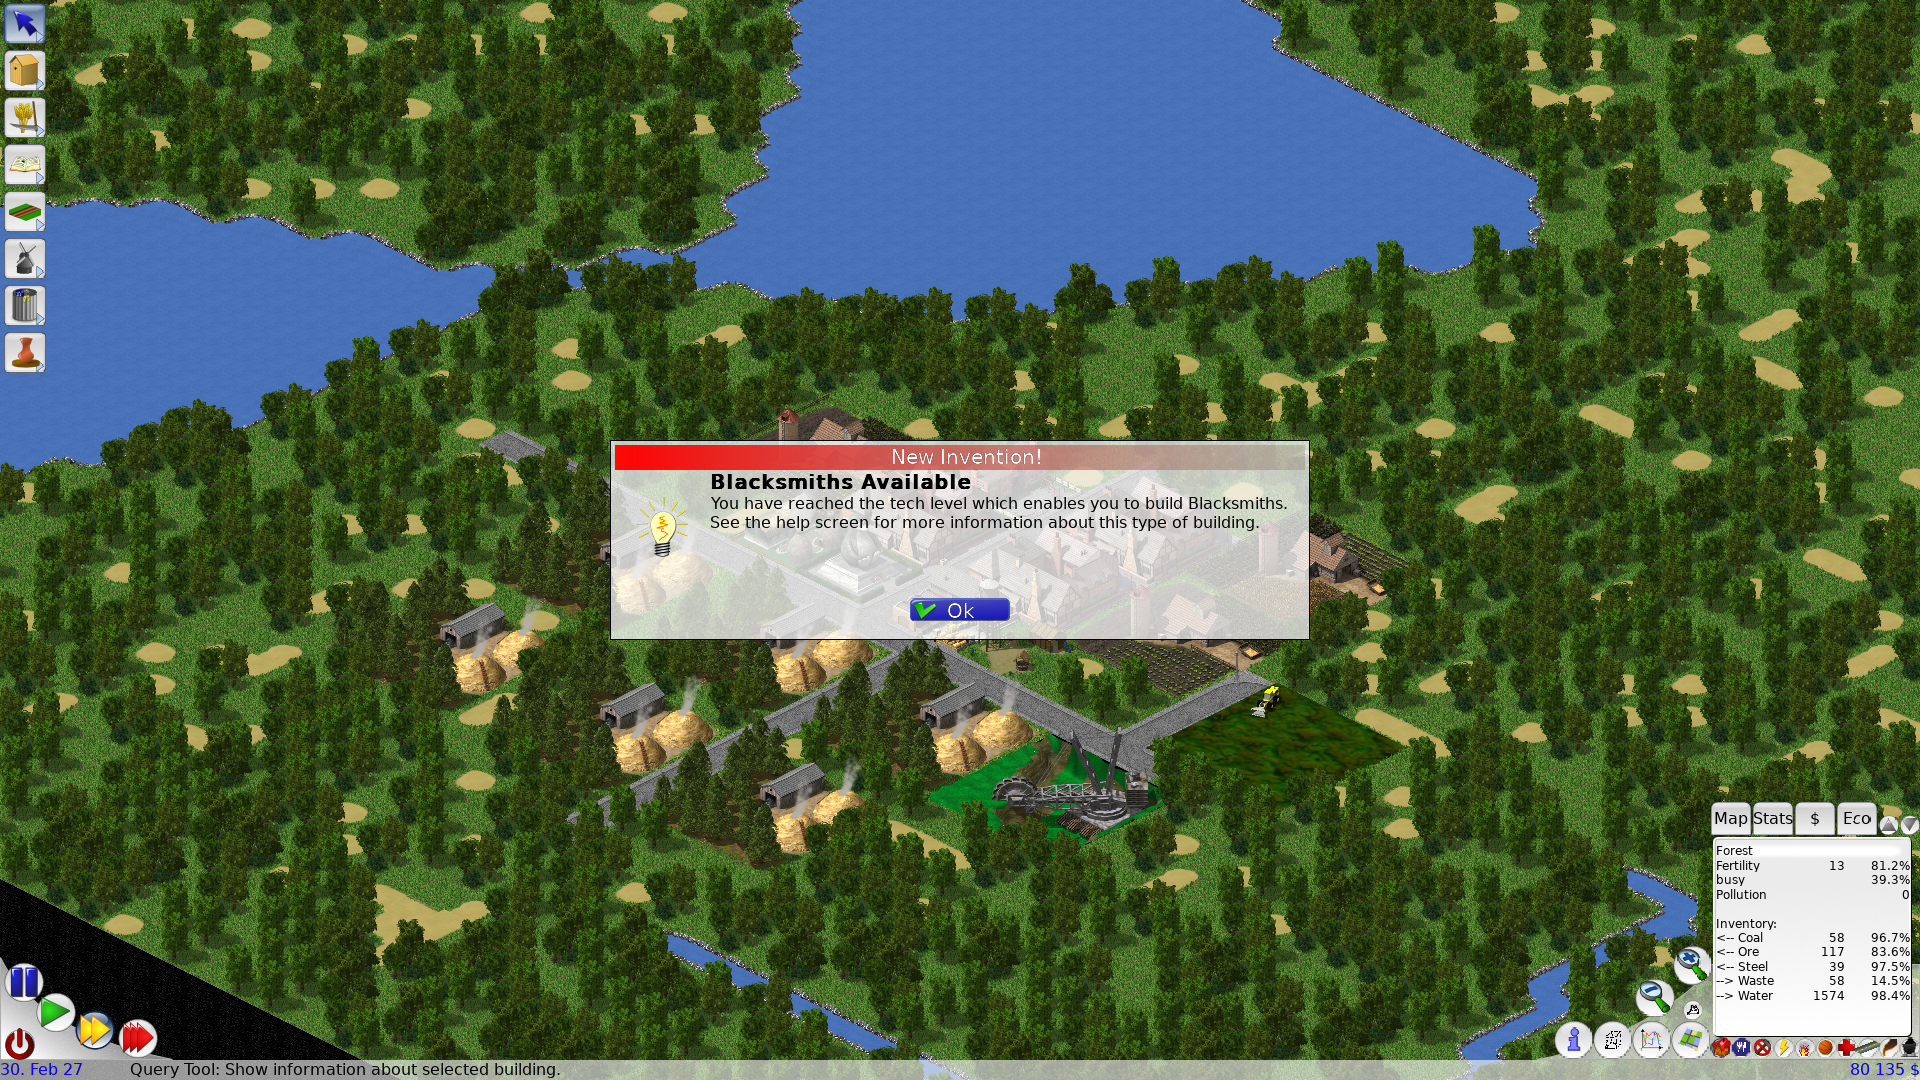 New Invention!
Blacksmiths Available
You have reached the tech level which enables you to build Blacksmiths.
See the help screen for more information about this type of building.
Ok
Map Stats $ Eco
Forest
Fertility 13 81.2%
busy 39.3%
Pollution 0
Inventory:
<-- Coal 58 96.7%
<-- Ore 117 83.6%
<-- Steel 39 97.5%
--> Waste 58 14.5%
--> Water 1574 98.4%
30. Feb 27 Query Tool: Show information about selected building. 80 135 $